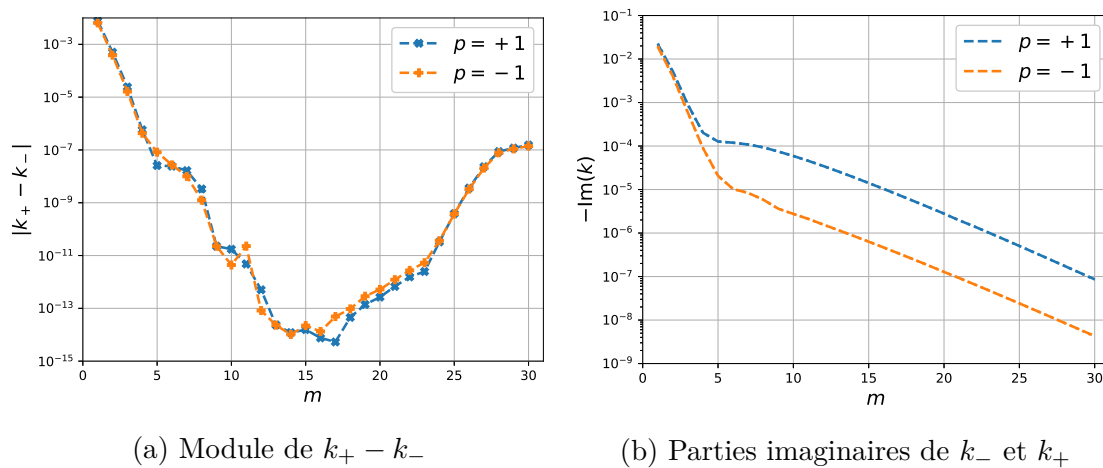 |k₊ − k₋|
10⁻³
10⁻⁵
10⁻⁷
10⁻⁹
10⁻¹¹
10⁻¹³
10⁻¹⁵
p = +1
p = −1
0 5 10 15 20 25 30
m
(a) Module de k₊ − k₋
−Im(k)
10⁻¹
10⁻²
10⁻³
10⁻⁴
10⁻⁵
10⁻⁶
10⁻⁷
10⁻⁸
10⁻⁹
p = +1
p = −1
0 5 10 15 20 25 30
m
(b) Parties imaginaires de k₋ et k₊